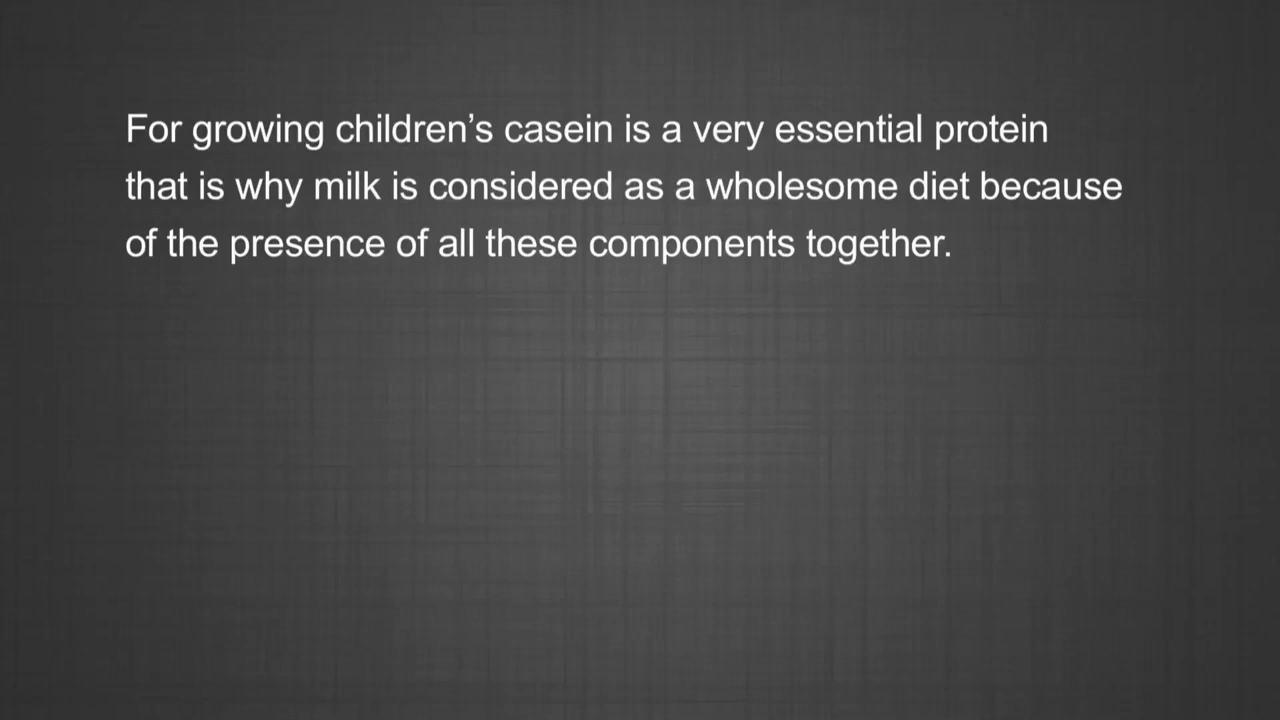 For growing children’s casein is a very essential protein
that is why milk is considered as a wholesome diet because
of the presence of all these components together.